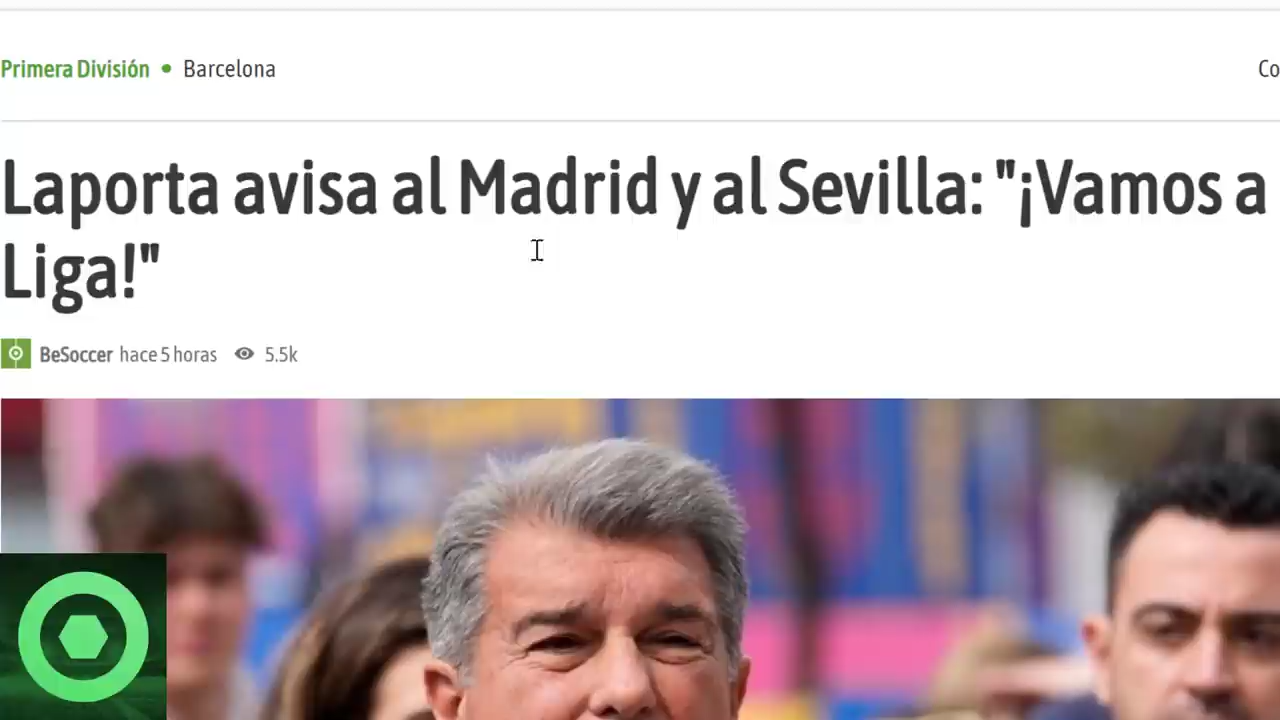 Primera División • Barcelona Co
Laporta avisa al Madrid y al Sevilla: "¡Vamos a
Liga!"
BeSoccer hace 5 horas 5.5k